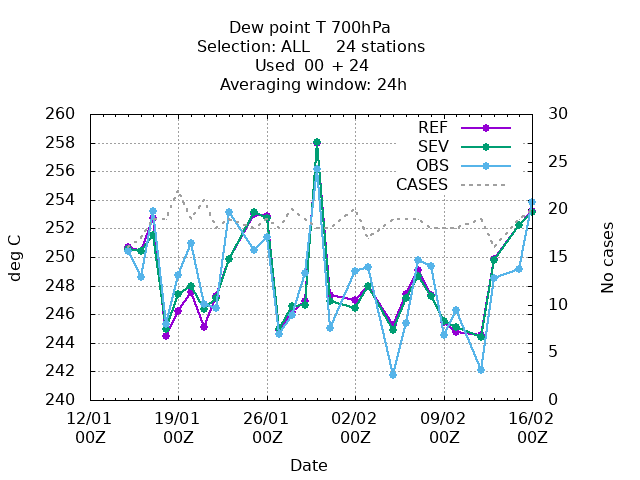 Dew point T 700hPa
Selection: ALL 24 stations
Used 00 + 24
Averaging window: 24h
260 30
REF
258
SEV
25
256
OBS
254
CASES
20
252
250 15
248
246 10
244
5
242
240 0
deg C
No cases
12/01 19/01 26/01 02/02 09/02 16/02
00Z 00Z 00Z 00Z 00Z 00Z
Date